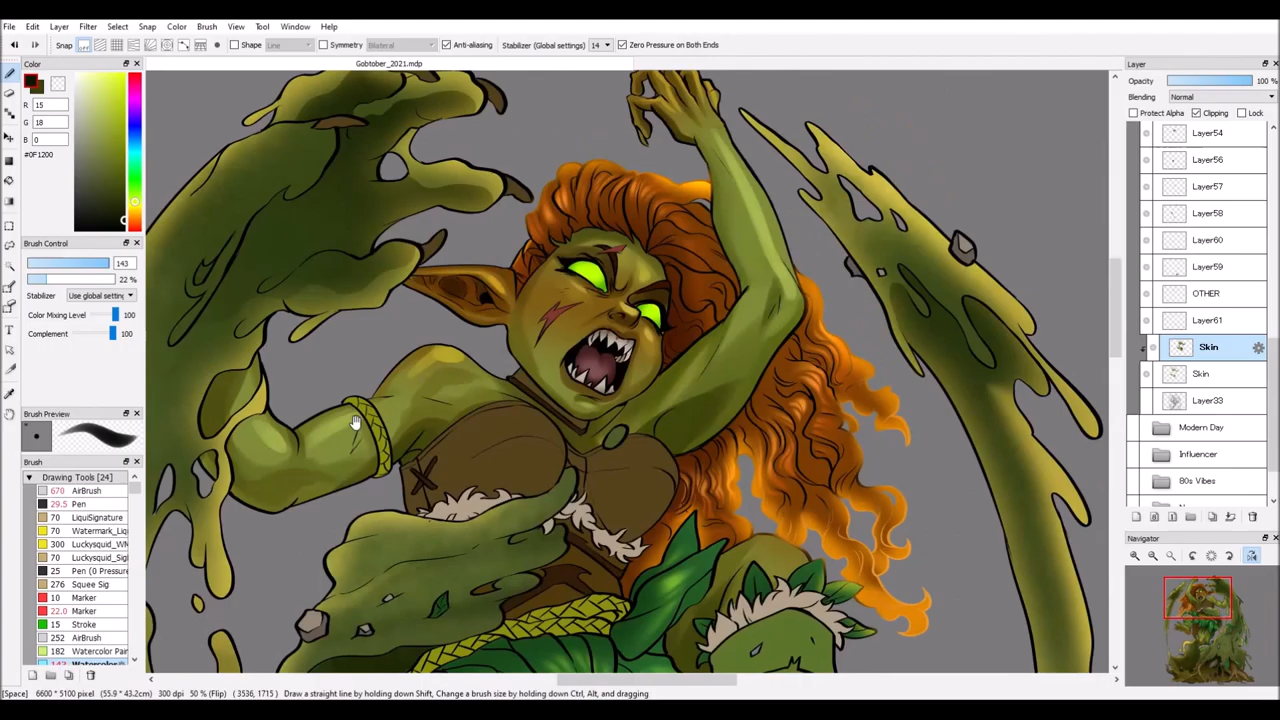 File Edit Layer Filter Select Snap Color Brush View Tool Window Help
Snap OFF Shape Line Symmetry Bilateral Anti-aliasing Stabilizer (Global settings) 14 Zero Pressure on Both Ends
Color
Gobtober_2021.mdp
Layer
R 15
G 18
B 0
#0F1200
Opacity 100 %
Blending Normal
Protect Alpha Clipping Lock
Layer54
Layer56
Layer57
Layer58
Layer60
Layer59
OTHER
Layer61
Skin
Skin
Layer33
Modern Day
Influencer
80s Vibes
Brush Control
143
22 %
Stabilizer Use global setting
Color Mixing Level 100
Complement 100
Brush Preview
Brush
Drawing Tools [24]
670 AirBrush
29.5 Pen
70 LiquiSignature
70 Watermark_Liq
300 Luckysquid_WM
70 Luckysquid_Sig
25 Pen (0 Pressure
276 Squee Sig
10 Marker
22.0 Marker
15 Stroke
252 AirBrush
182 Watercolor Pain
143 Watercolor
Navigator
[Space] 6600 * 5100 pixel (55.9 * 43.2cm) 300 dpi 50 % (Flip) ( 3536, 1715 ) Draw a straight line by holding down Shift, Change a brush size by holding down Ctrl, Alt, and dragging